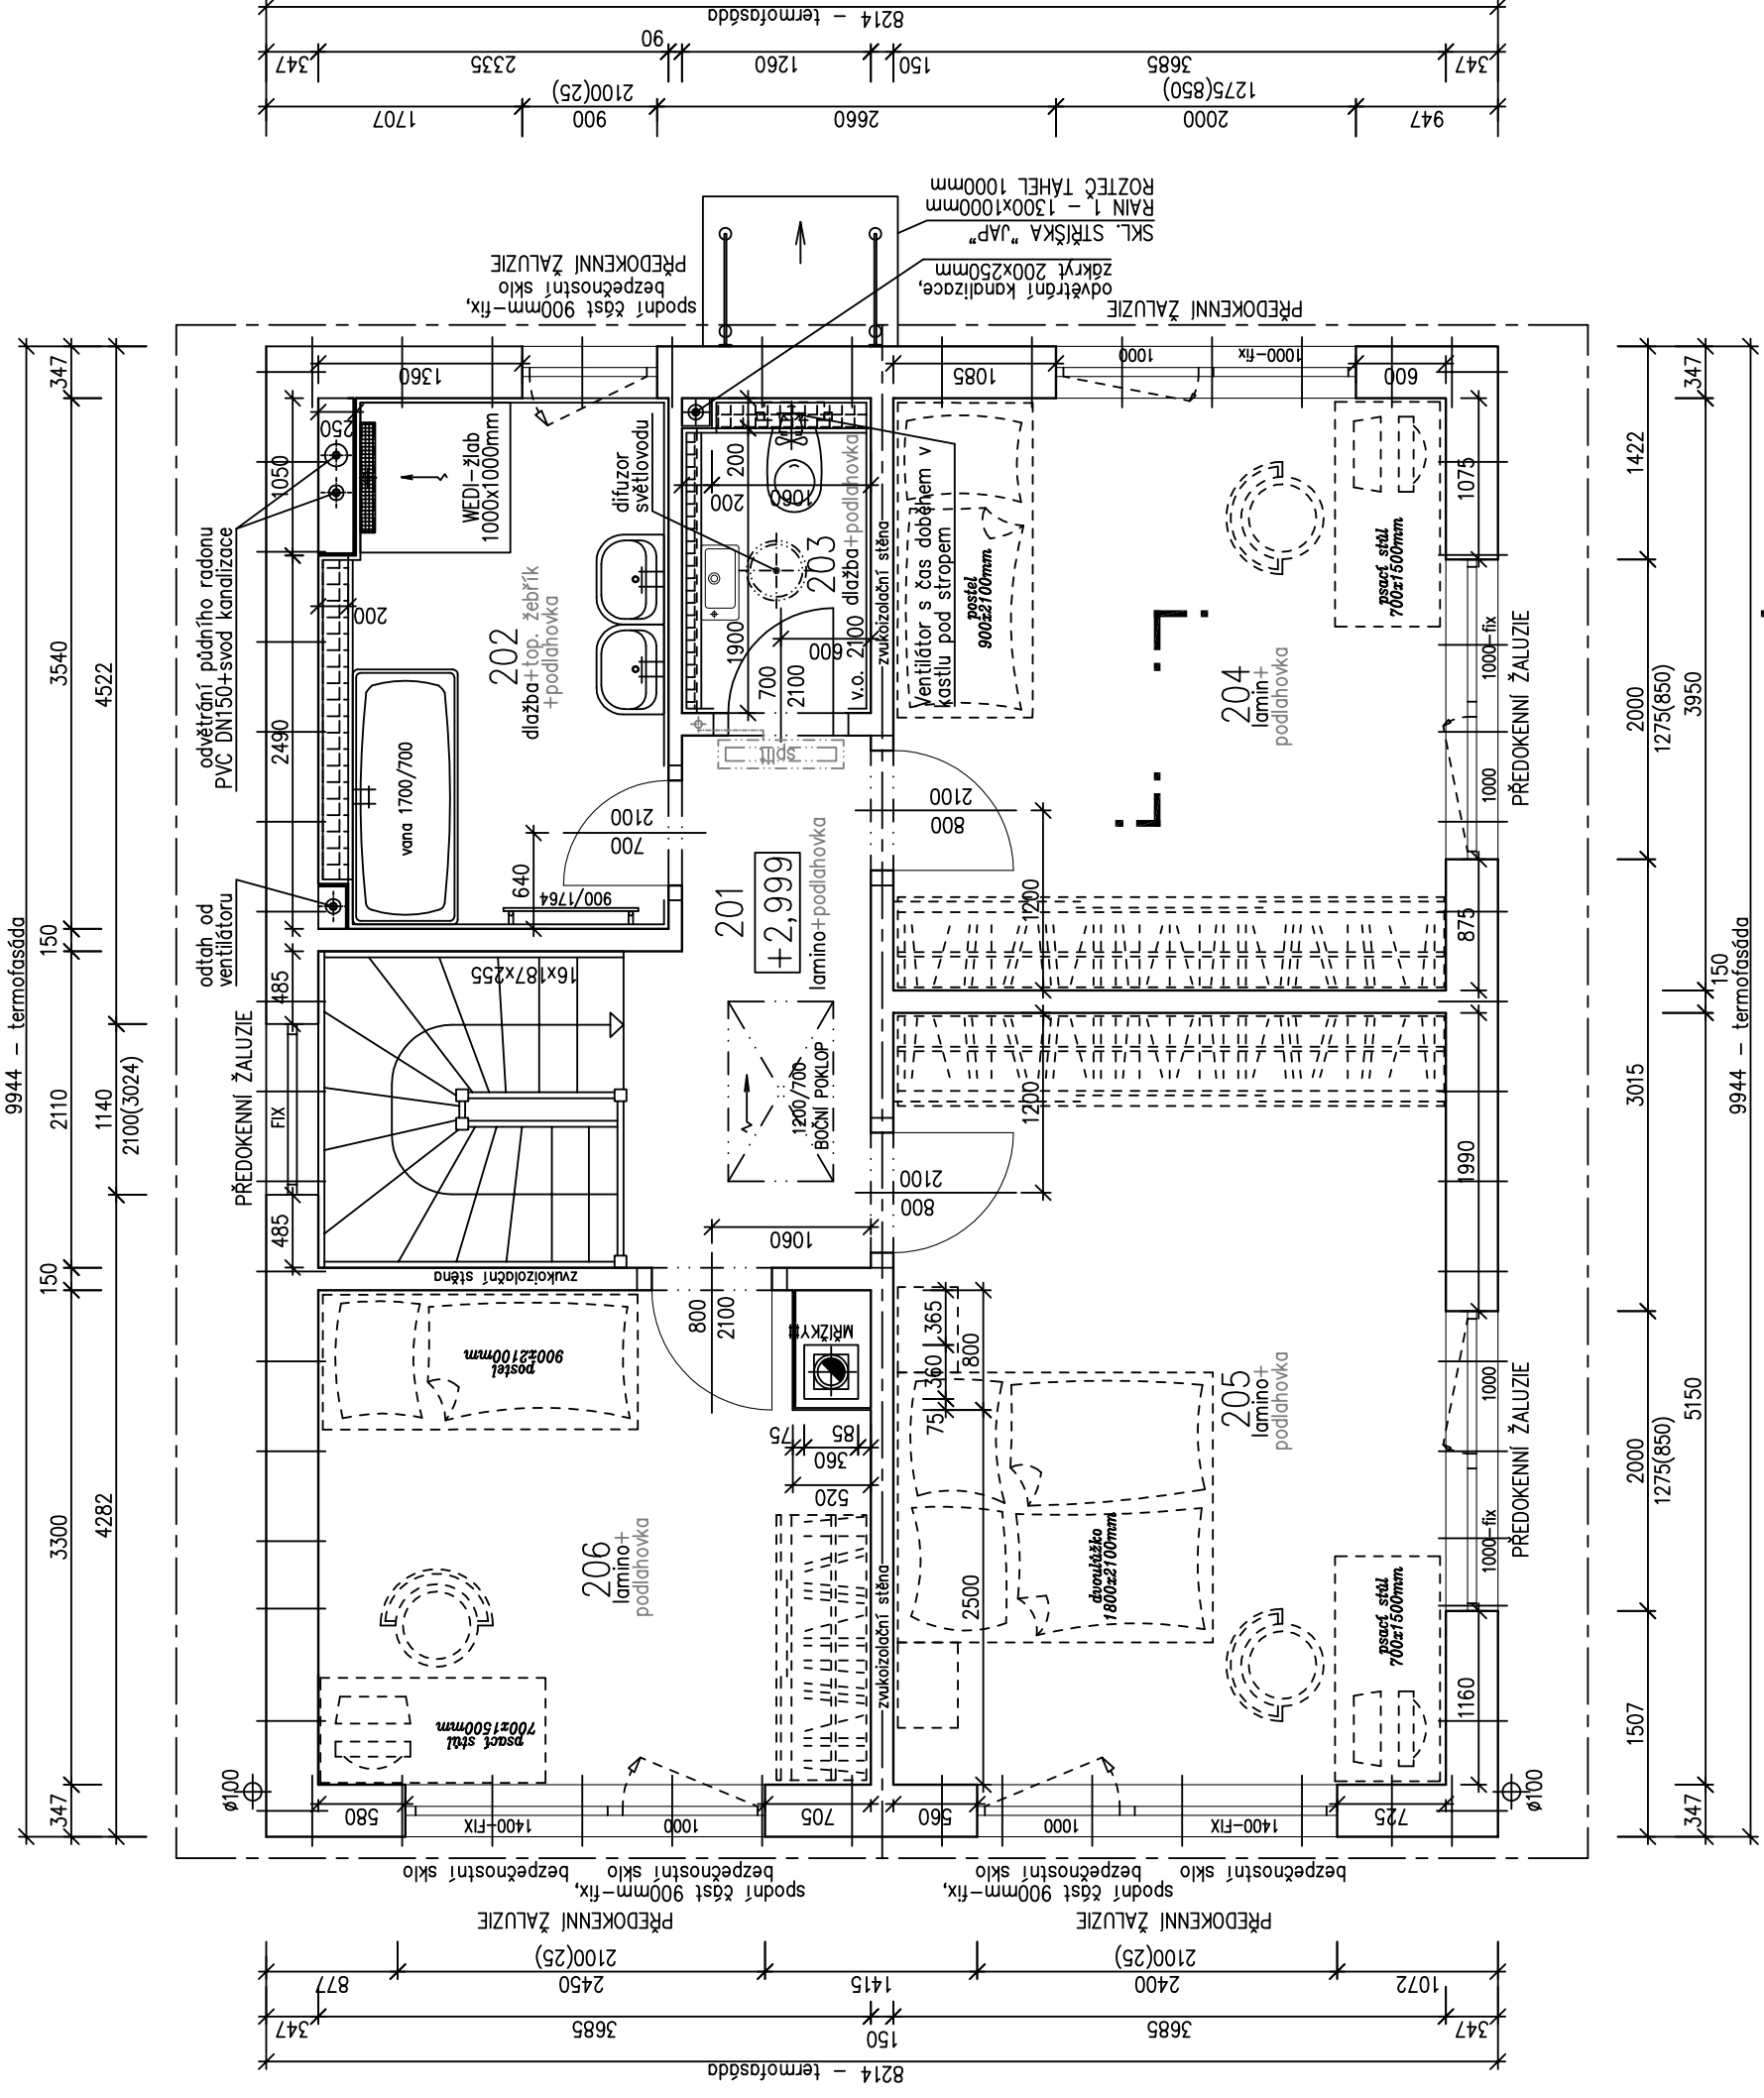 8214 – termofasáda
347
2335
90
1260
150
3685
347
1707
900
2100(25)
2660
2000
1275(850)
947
SKL. STŘÍŠKA "JAP"
RAIN 1 – 1300x1000mm
ROZTEČ TÁHEL 1000mm
odvětrání kanalizace,
zákryt 200x250mm
PŘEDOKENNÍ ŽALUZIE
spodní část 900mm–fix,
bezpečnostní sklo
PŘEDOKENNÍ ŽALUZIE
9944 – termofasáda
347
3540
150
2110
150
3300
347
4522
1140
2100(3024)
4282
odvětrání půdního radonu
PVC DN150+svod kanalizace
odtah od
ventilátoru
PŘEDOKENNÍ ŽALUZIE
FIX
1050
2490
485
485
1360
250
200
WEDI–žlab
1000x1000mm
difuzor
světlovodu
202
dlažba+top. žebřík
+podlahovka
vana 1700/700
900/1764
640
700
2100
16x187x255
200
200
1060
1900
203
dlažba+podlahovka
700
2100
600
v.o. 2100
split
zvukoizolační stěna
Ventilátor s čas doběhem v
kastlu pod stropem
201
+2,999
lamino+podlahovka
1200/700
BOČNÍ POKLOP
1060
800
2100
800
2100
800
2100
1085
1000
1000–fix
600
postel
900x2100mm
psací stůl
700x1500mm
1075
204
lamin+
podlahovka
1200
1200
875
1000–fix
1000
PŘEDOKENNÍ ŽALUZIE
1422
2000
1275(850)
3015
2000
1275(850)
1507
347
3950
150
5150
347
9944 – termofasáda
1990
zvukoizolační stěna
postel
900x2100mm
MŘÍŽKY
75
85
360
520
206
lamino+
podlahovka
psací stůl
700x1500mm
365
360
75
800
2500
205
lamino+
podlahovka
dvoulůžko
1800x2100mm
zvukoizolační stěna
psací stůl
700x1500mm
1160
1000
1000–fix
PŘEDOKENNÍ ŽALUZIE
ø100
ø100
580
1400–FIX
1000
705
560
1000
1400–FIX
725
spodní část 900mm–fix,
bezpečnostní sklo bezpečnostní sklo
PŘEDOKENNÍ ŽALUZIE
spodní část 900mm–fix,
bezpečnostní sklo bezpečnostní sklo
PŘEDOKENNÍ ŽALUZIE
877
2450
2100(25)
1415
2400
2100(25)
1072
347
3685
150
3685
347
8214 – termofasáda